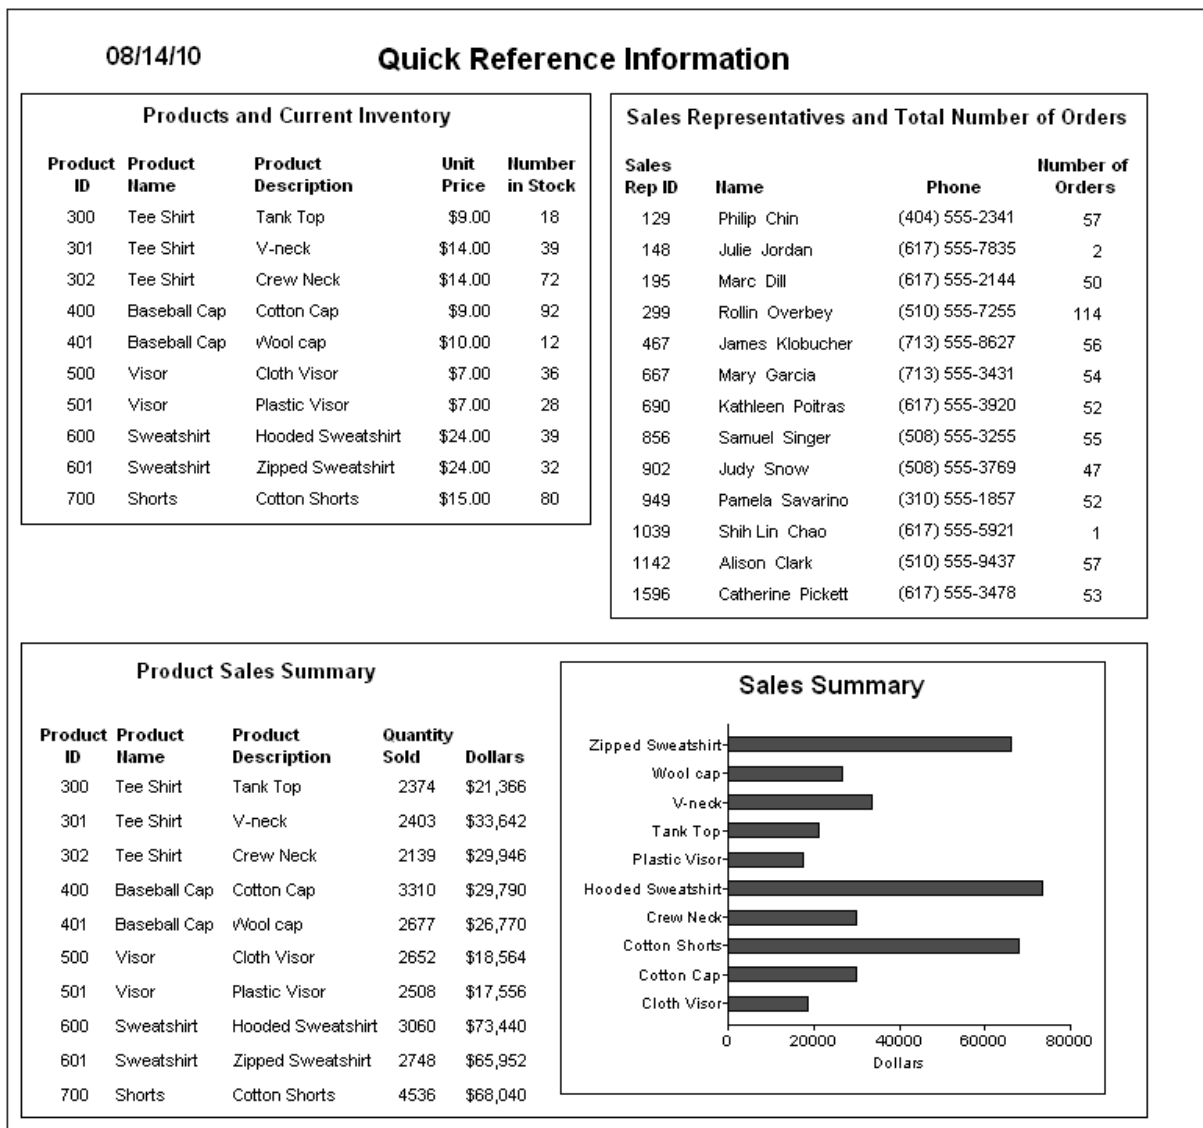 08/14/10 Quick Reference Information
Products and Current Inventory
Product Product Product Unit Number
ID Name Description Price in Stock
300 Tee Shirt Tank Top $9.00 18
301 Tee Shirt V-neck $14.00 39
302 Tee Shirt Crew Neck $14.00 72
400 Baseball Cap Cotton Cap $9.00 92
401 Baseball Cap Wool cap $10.00 12
500 Visor Cloth Visor $7.00 36
501 Visor Plastic Visor $7.00 28
600 Sweatshirt Hooded Sweatshirt $24.00 39
601 Sweatshirt Zipped Sweatshirt $24.00 32
700 Shorts Cotton Shorts $15.00 80
Sales Representatives and Total Number of Orders
Sales Number of
Rep ID Name Phone Orders
129 Philip Chin (404) 555-2341 57
148 Julie Jordan (617) 555-7835 2
195 Marc Dill (617) 555-2144 50
299 Rollin Overbey (510) 555-7255 114
467 James Klobucher (713) 555-8627 56
667 Mary Garcia (713) 555-3431 54
690 Kathleen Poitras (617) 555-3920 52
856 Samuel Singer (508) 555-3255 55
902 Judy Snow (508) 555-3769 47
949 Pamela Savarino (310) 555-1857 52
1039 Shih Lin Chao (617) 555-5921 1
1142 Alison Clark (510) 555-9437 57
1596 Catherine Pickett (617) 555-3478 53
Product Sales Summary
Product Product Product Quantity
ID Name Description Sold Dollars
300 Tee Shirt Tank Top 2374 $21,366
301 Tee Shirt V-neck 2403 $33,642
302 Tee Shirt Crew Neck 2139 $29,946
400 Baseball Cap Cotton Cap 3310 $29,790
401 Baseball Cap Wool cap 2677 $26,770
500 Visor Cloth Visor 2652 $18,564
501 Visor Plastic Visor 2508 $17,556
600 Sweatshirt Hooded Sweatshirt 3060 $73,440
601 Sweatshirt Zipped Sweatshirt 2748 $65,952
700 Shorts Cotton Shorts 4536 $68,040
Sales Summary
Zipped Sweatshirt
Wool cap
V-neck
Tank Top
Plastic Visor
Hooded Sweatshirt
Crew Neck
Cotton Shorts
Cotton Cap
Cloth Visor
0 20000 40000 60000 80000
Dollars